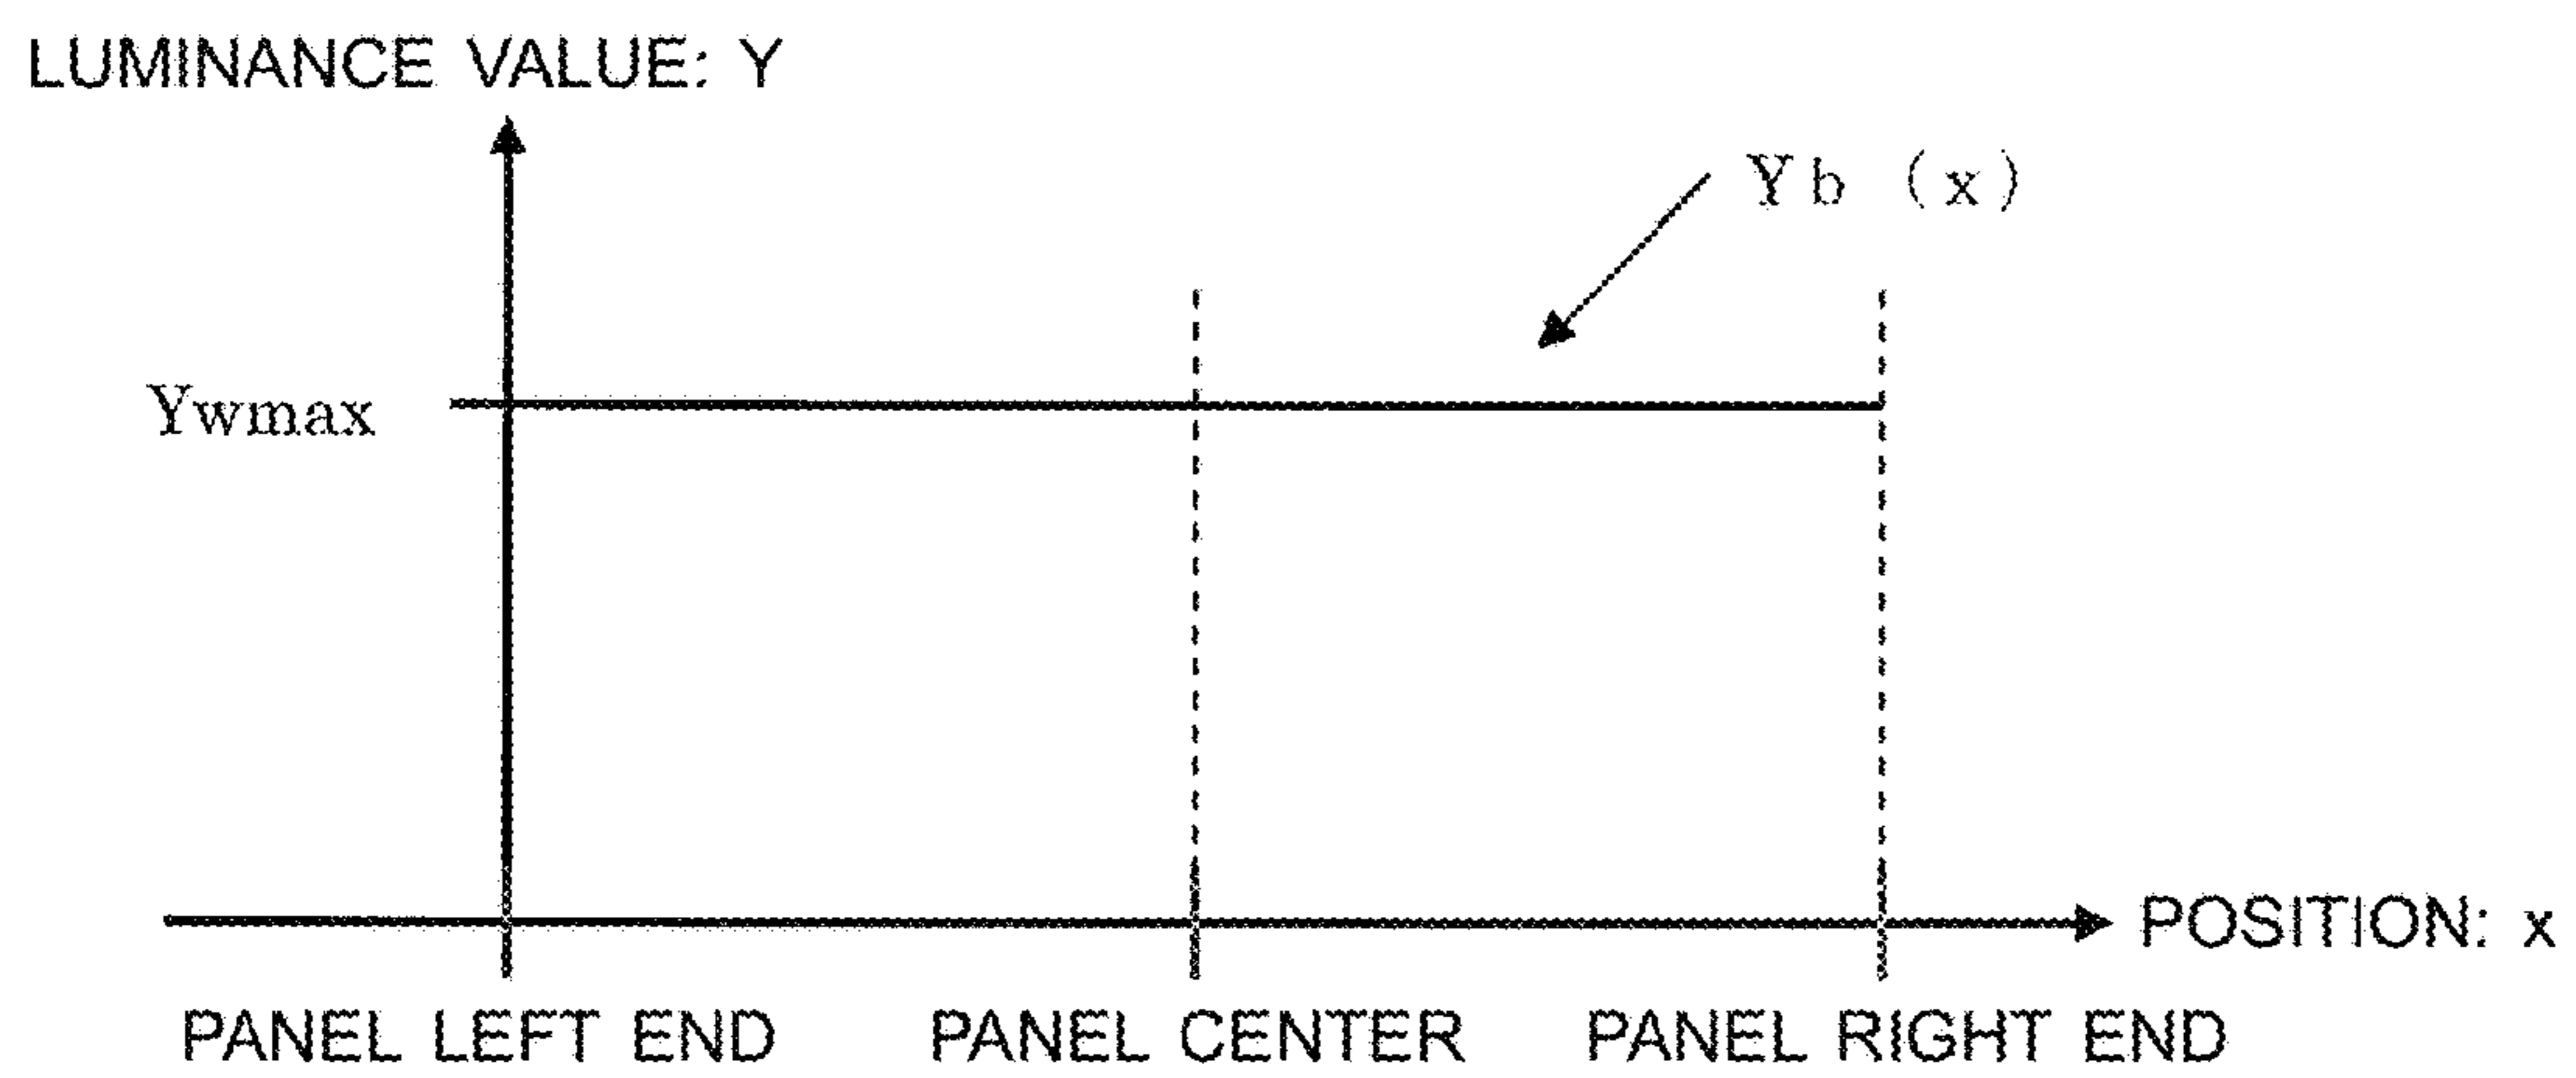 LUMINANCE VALUE: Y
Yb (x)
Ywmax
POSITION: x
PANEL LEFT END
PANEL CENTER
PANEL RIGHT END